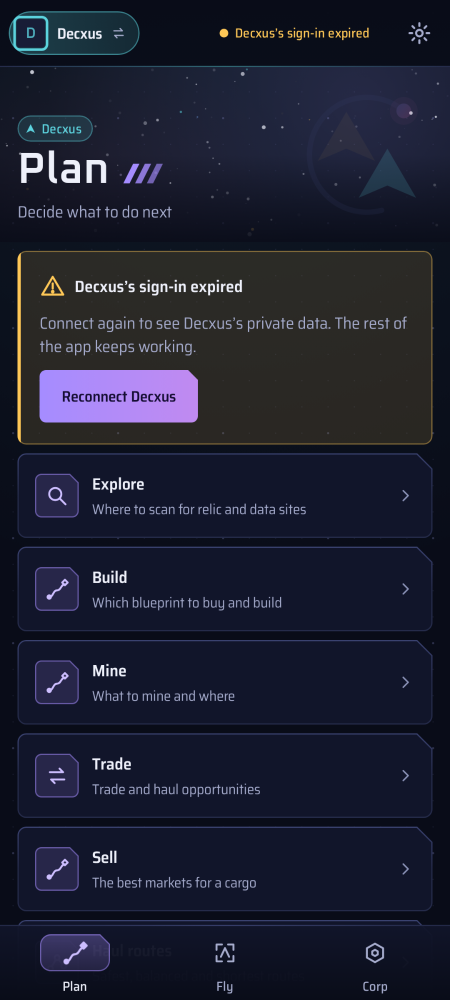 D Decxus
Decxus's sign-in expired
Decxus
Plan
Decide what to do next
Decxus's sign-in expired
Connect again to see Decxus's private data. The rest of
the app keeps working.
Reconnect Decxus
Explore
Where to scan for relic and data sites
Build
Which blueprint to buy and build
Mine
What to mine and where
Trade
Trade and haul opportunities
Sell
The best markets for a cargo
Haul routes
Plan
Fly
Corp